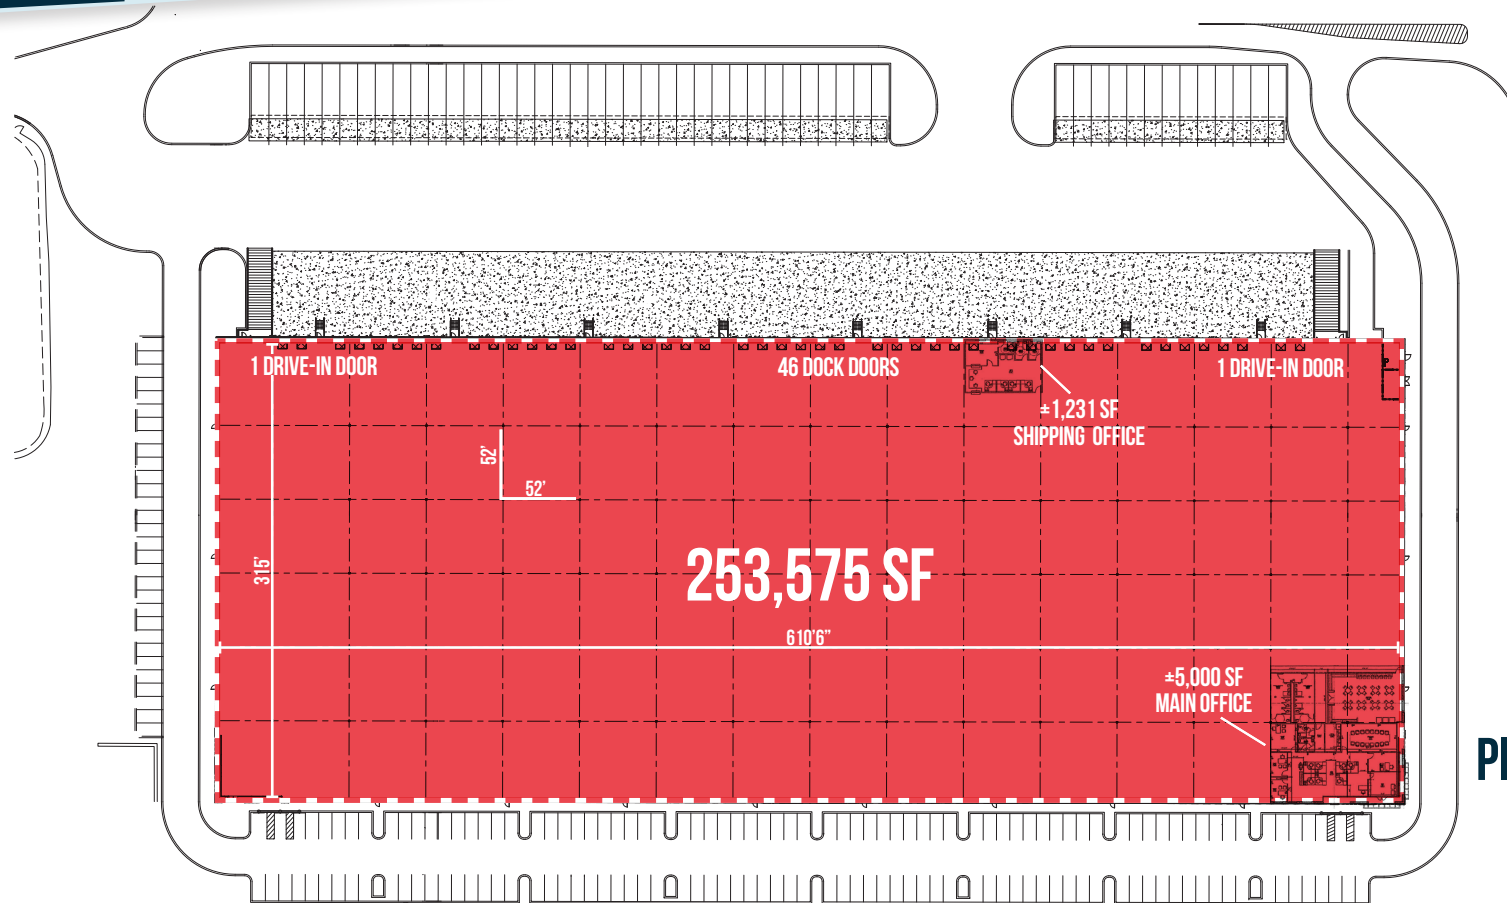 1 DRIVE-IN DOOR
46 DOCK DOORS
1 DRIVE-IN DOOR
±1,231 SF
SHIPPING OFFICE
52'
52'
315'
253,575 SF
610'6"
±5,000 SF
MAIN OFFICE